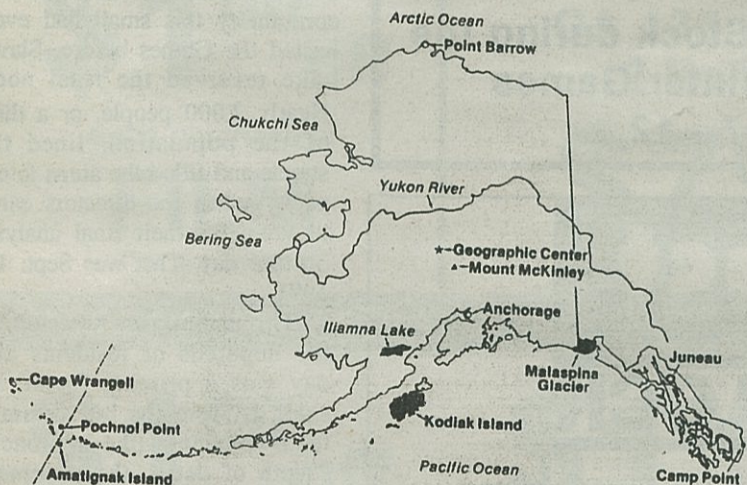 Arctic Ocean
Point Barrow
Chukchi Sea
Yukon River
Bering Sea
Geographic Center
Mount McKinley
Anchorage
Iliamna Lake
Juneau
Malaspina
Glacier
Cape Wrangell
Kodiak Island
Pochnol Point
Pacific Ocean
Amatignak Island
Camp Point